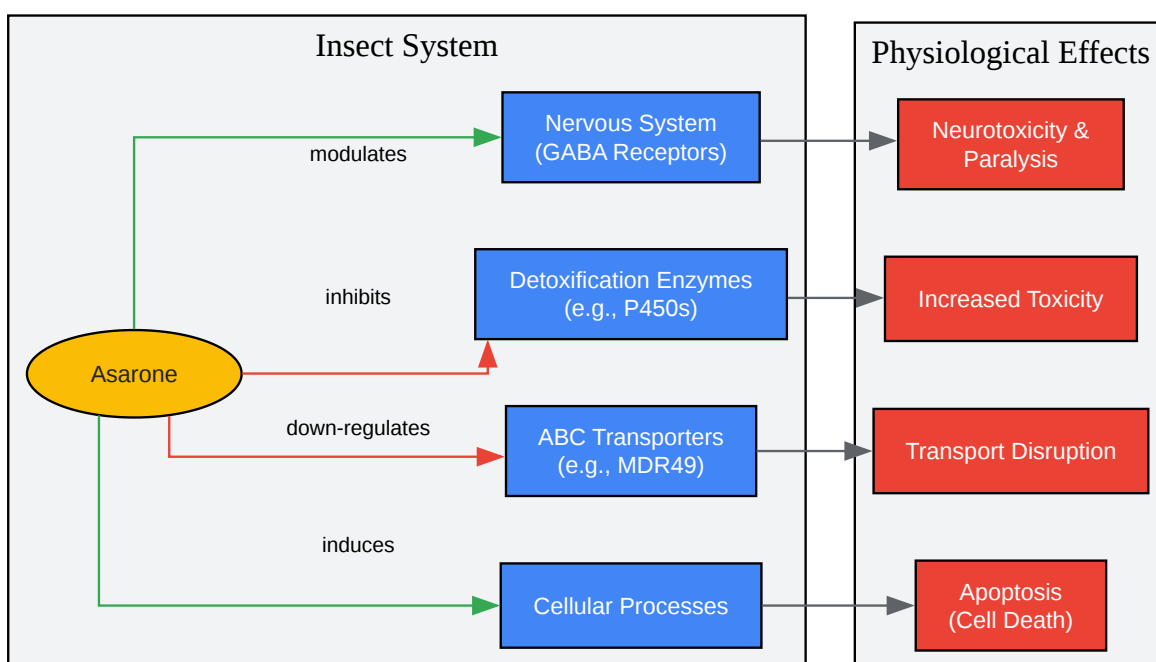 Insect System
Physiological Effects
Nervous System
(GABA Receptors)
modulates
Neurotoxicity &
Paralysis
Detoxification Enzymes
(e.g., P450s)
inhibits
Increased Toxicity
Asarone
down-regulates
ABC Transporters
(e.g., MDR49)
Transport Disruption
induces
Cellular Processes
Apoptosis
(Cell Death)